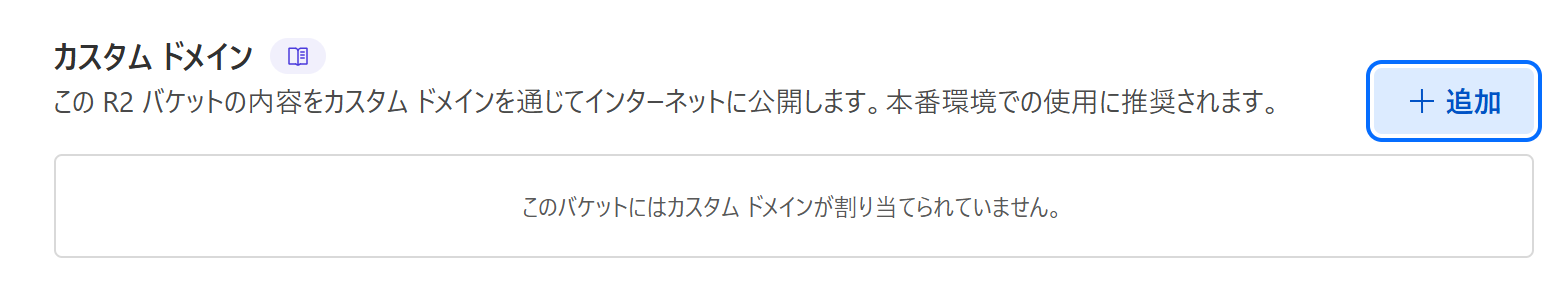 カスタム ドメイン
この R2 バケットの内容をカスタム ドメインを通じてインターネットに公開します。本番環境での使用に推奨されます。
＋ 追加
このバケットにはカスタム ドメインが割り当てられていません。